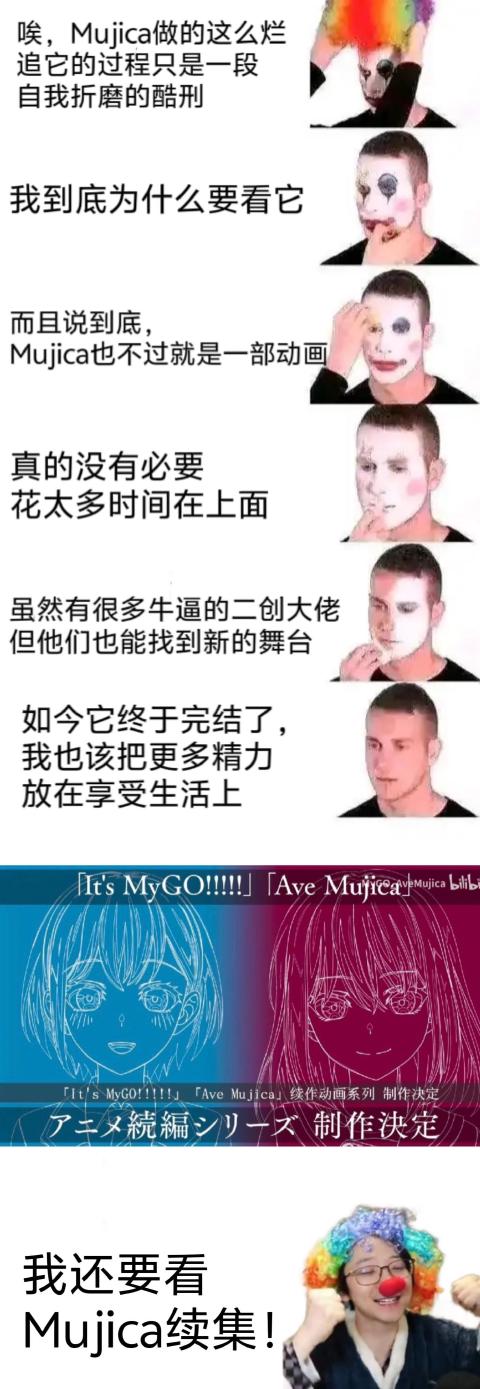 唉，Mujica做的这么烂
追它的过程只是一段
自我折磨的酷刑
我到底为什么要看它
而且说到底，
Mujica也不过就是一部动画
真的没有必要
花太多时间在上面
虽然有很多牛逼的二创大佬
但他们也能找到新的舞台
如今它终于完结了，
我也该把更多精力
放在享受生活上
「It's MyGO!!!!!」「Ave Mujica」
AveMujica bilibi
「It's MyGO!!!!!」「Ave Mujica」续作动画系列 制作决定
アニメ続編シリーズ 制作決定
我还要看
Mujica续集！